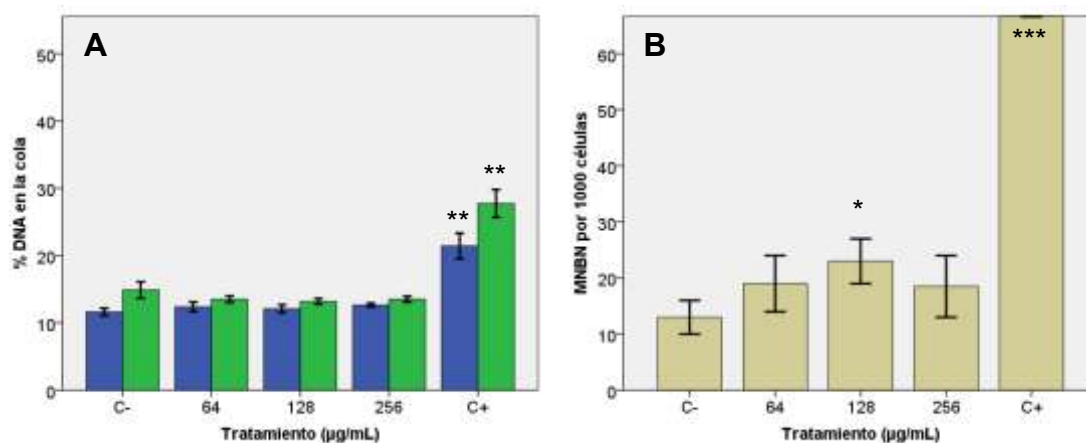 A
% DNA en la cola
50
40
30
20
10
0
**
**
C-
64
128
256
C+
Tratamiento (µg/mL)
B
MNBN por 1000 células
60
50
40
30
20
10
0
*
***
C-
64
128
256
C+
Tratamiento (µg/mL)